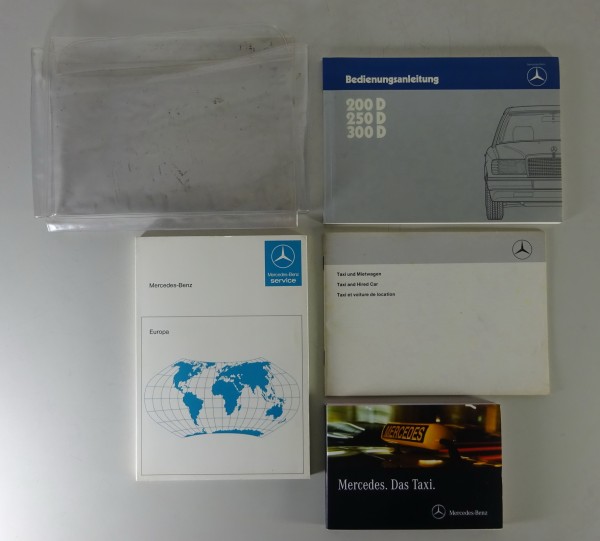 Bedienungsanleitung
200 D
250 D
300 D
Mercedes-Benz
Mercedes-Benz
service
Europa
Taxi und Mietwagen
Taxi and Hired Car
Taxi et voiture de location
MERCEDES
Mercedes. Das Taxi.
Mercedes-Benz